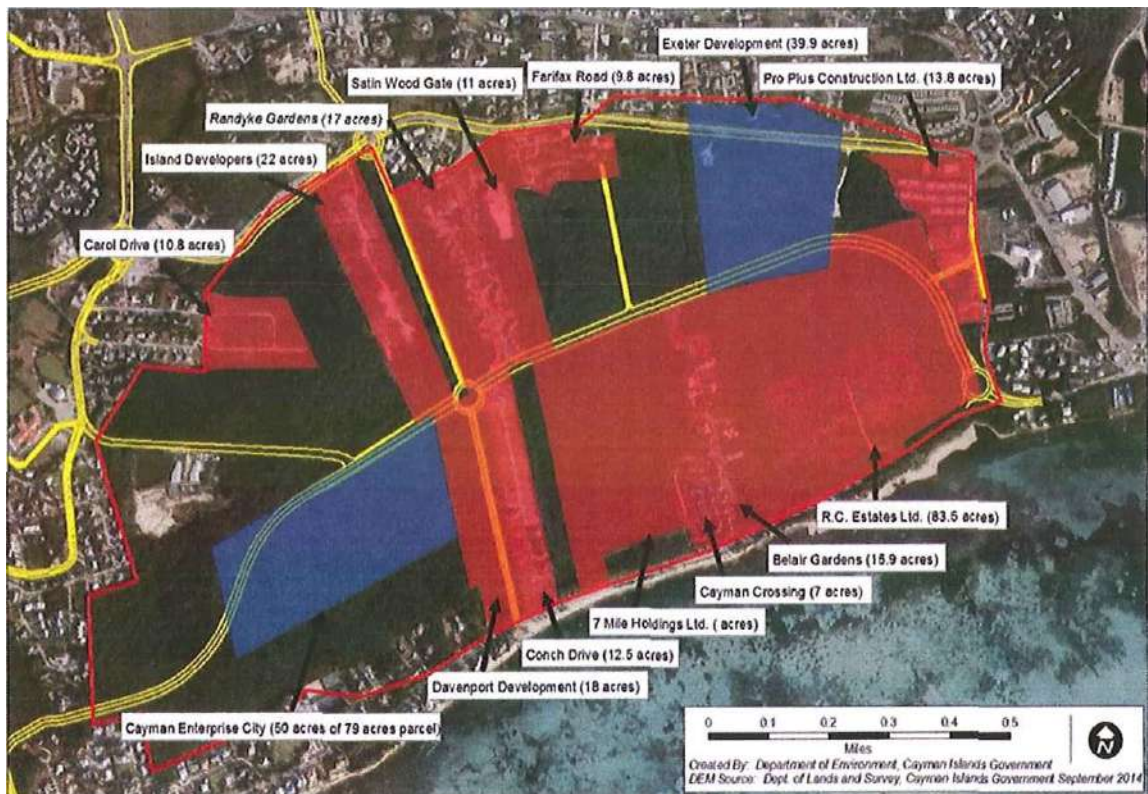 Exeter Development (39.9 acres)
Farifax Road (9.8 acres)
Pro Plus Construction Ltd. (13.8 acres)
Satin Wood Gate (11 acres)
Randyke Gardens (17 acres)
Island Developers (22 acres)
Carol Drive (10.8 acres)
R.C. Estates Ltd. (83.5 acres)
Belair Gardens (15.9 acres)
Cayman Crossing (7 acres)
7 Mile Holdings Ltd. ( acres)
Conch Drive (12.5 acres)
Davenport Development (18 acres)
Cayman Enterprise City (50 acres of 79 acres parcel)
0 0.1 0.2 0.3 0.4 0.5
Miles
N
Created By: Department of Environment, Cayman Islands Government
DEM Source: Dept. of Lands and Survey, Cayman Islands Government September 2014